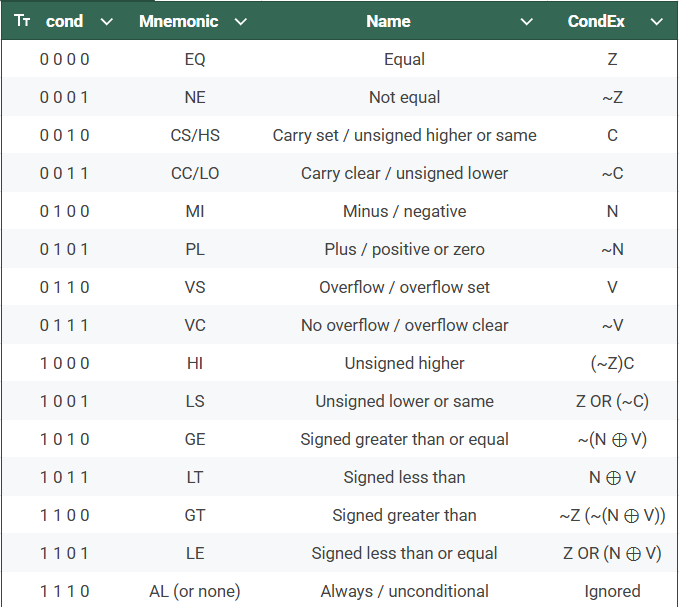 Tт cond Mnemonic Name CondEx
0 0 0 0 EQ Equal Z
0 0 0 1 NE Not equal ~Z
0 0 1 0 CS/HS Carry set / unsigned higher or same C
0 0 1 1 CC/LO Carry clear / unsigned lower ~C
0 1 0 0 MI Minus / negative N
0 1 0 1 PL Plus / positive or zero ~N
0 1 1 0 VS Overflow / overflow set V
0 1 1 1 VC No overflow / overflow clear ~V
1 0 0 0 HI Unsigned higher (~Z)C
1 0 0 1 LS Unsigned lower or same Z OR (~C)
1 0 1 0 GE Signed greater than or equal ~(N ⊕ V)
1 0 1 1 LT Signed less than N ⊕ V
1 1 0 0 GT Signed greater than ~Z (~(N ⊕ V))
1 1 0 1 LE Signed less than or equal Z OR (N ⊕ V)
1 1 1 0 AL (or none) Always / unconditional Ignored